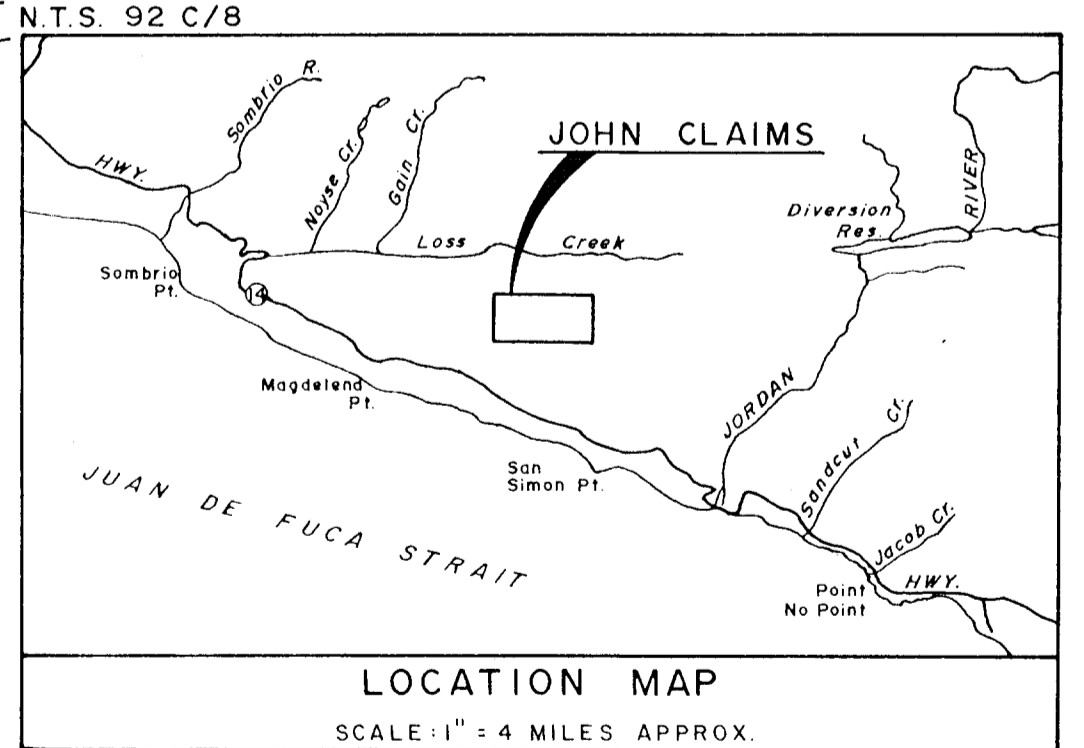 N.T.S. 92 C/8
Sombrio R.
HWY.
Noyse Cr.
Gain Cr.
JOHN CLAIMS
Diversion
Res.
RIVER
Loss Creek
Sombrio
Pt.
14
Magdelend
Pt.
JORDAN
Sandcut Cr.
San
Simon Pt.
JUAN DE FUCA STRAIT
Jacob Cr.
Point
No Point
HWY.
LOCATION MAP
SCALE: 1" = 4 MILES APPROX.